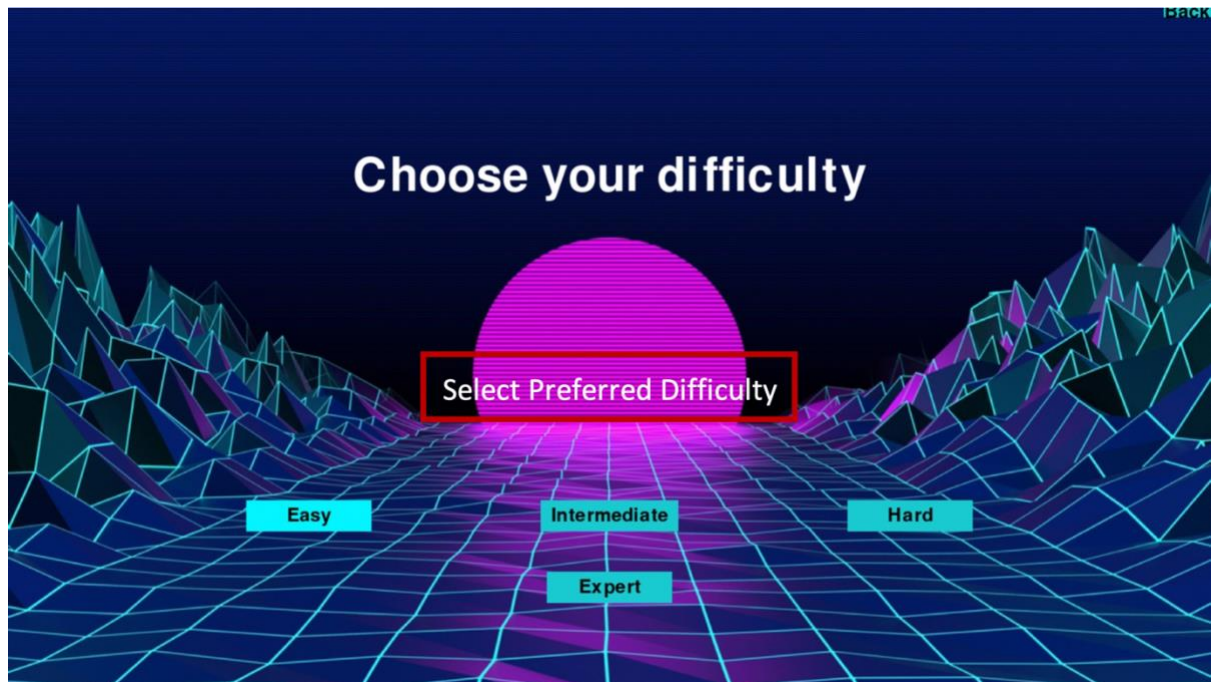 Back
Choose your difficulty
Select Preferred Difficulty
Easy Intermediate Hard
Expert